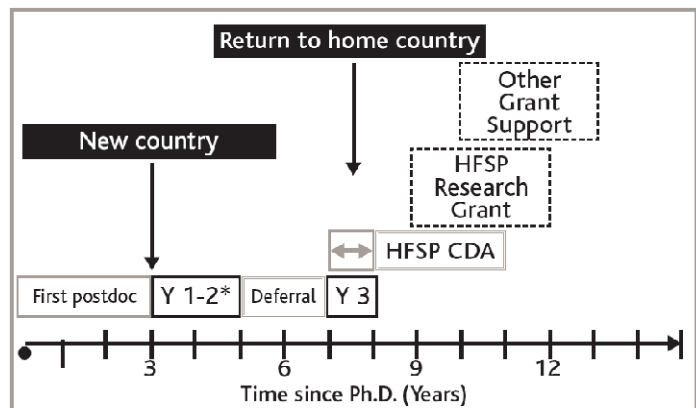 Return to home country
Other
Grant
Support
New country
HFSP
Research
Grant
HFSP CDA
First postdoc
Y 1-2*
Deferral
Y 3
3
6
9
12
Time since Ph.D. (Years)